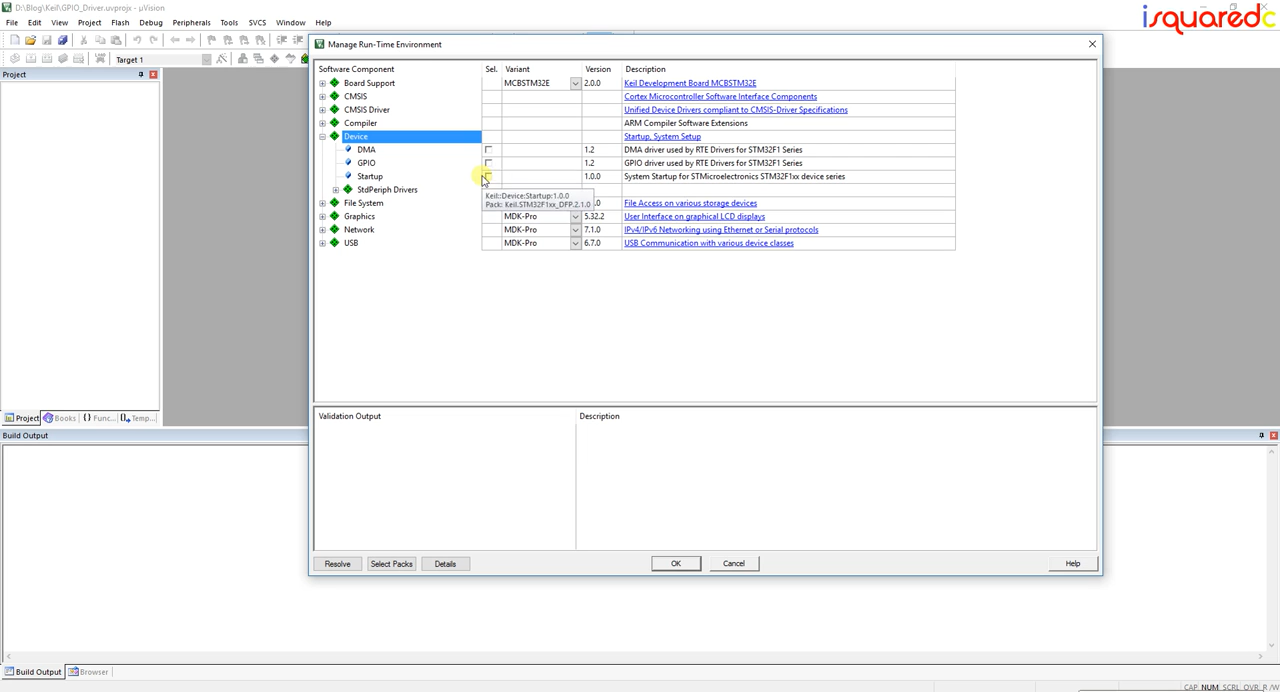 D:\Blog\Keil\GPIO_Driver.uvprojx - µVision
isquaredc
File Edit View Project Flash Debug Peripherals Tools SVCS Window Help
Target 1
Project
Manage Run-Time Environment
Software Component Sel. Variant Version Description
Board Support MCBSTM32E 2.0.0 Keil Development Board MCBSTM32E
CMSIS Cortex Microcontroller Software Interface Components
CMSIS Driver Unified Device Drivers compliant to CMSIS-Driver Specifications
Compiler ARM Compiler Software Extensions
Device Startup, System Setup
DMA 1.2 DMA driver used by RTE Drivers for STM32F1 Series
GPIO 1.2 GPIO driver used by RTE Drivers for STM32F1 Series
Startup 1.0.0 System Startup for STMicroelectronics STM32F1xx device series
StdPeriph Drivers
Keil::Device:Startup:1.0.0
Pack: Keil.STM32F1xx_DFP.2.1.0
File System .0 File Access on various storage devices
Graphics MDK-Pro 5.32.2 User Interface on graphical LCD displays
Network MDK-Pro 7.1.0 IPv4/IPv6 Networking using Ethernet or Serial protocols
USB MDK-Pro 6.7.0 USB Communication with various device classes
Project Books {} Func... Temp...
Validation Output Description
Build Output
Resolve Select Packs Details OK Cancel Help
Build Output Browser
CAP NUM SCRL OVR R/W